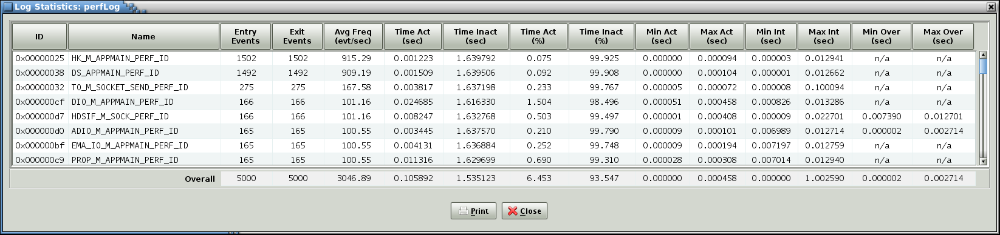 Log Statistics: perfLog
ID Name Entry Events Exit Events Avg Freq (evt/sec) Time Act (sec) Time Inact (sec) Time Act (%) Time Inact (%) Min Act (sec) Max Act (sec) Min Int (sec) Max Int (sec) Min Over (sec) Max Over (sec)
0x00000025 HK_M_APPMAIN_PERF_ID 1502 1502 915.29 0.001223 1.639792 0.075 99.925 0.000000 0.000094 0.000003 0.012941 n/a n/a
0x00000038 DS_APPMAIN_PERF_ID 1492 1492 909.19 0.001509 1.639506 0.092 99.908 0.000000 0.000104 0.000001 0.012662 n/a n/a
0x00000032 TO_M_SOCKET_SEND_PERF_ID 275 275 167.58 0.003817 1.637198 0.233 99.767 0.000005 0.000072 0.000008 0.100094 n/a n/a
0x000000cf DIO_M_APPMAIN_PERF_ID 166 166 101.16 0.024685 1.616330 1.504 98.496 0.000051 0.000458 0.000826 0.013286 n/a n/a
0x000000d7 HDSIF_M_SOCK_PERF_ID 166 166 101.16 0.008247 1.632768 0.503 99.497 0.000001 0.000408 0.000009 0.022701 0.007390 0.012701
0x000000d0 ADIO_M_APPMAIN_PERF_ID 165 165 100.55 0.003445 1.637570 0.210 99.790 0.000009 0.000101 0.006989 0.012714 0.000002 0.002714
0x000000bf EMA_IO_M_APPMAIN_PERF_ID 165 165 100.55 0.004131 1.636884 0.252 99.748 0.000009 0.000194 0.007197 0.012759 n/a n/a
0x000000c9 PROP_M_APPMAIN_PERF_ID 165 165 100.55 0.011316 1.629699 0.690 99.310 0.000028 0.000308 0.007014 0.012940 n/a n/a
Overall 5000 5000 3046.89 0.105892 1.535123 6.453 93.547 0.000000 0.000458 0.000000 1.002590 0.000002 0.002714
Print Close